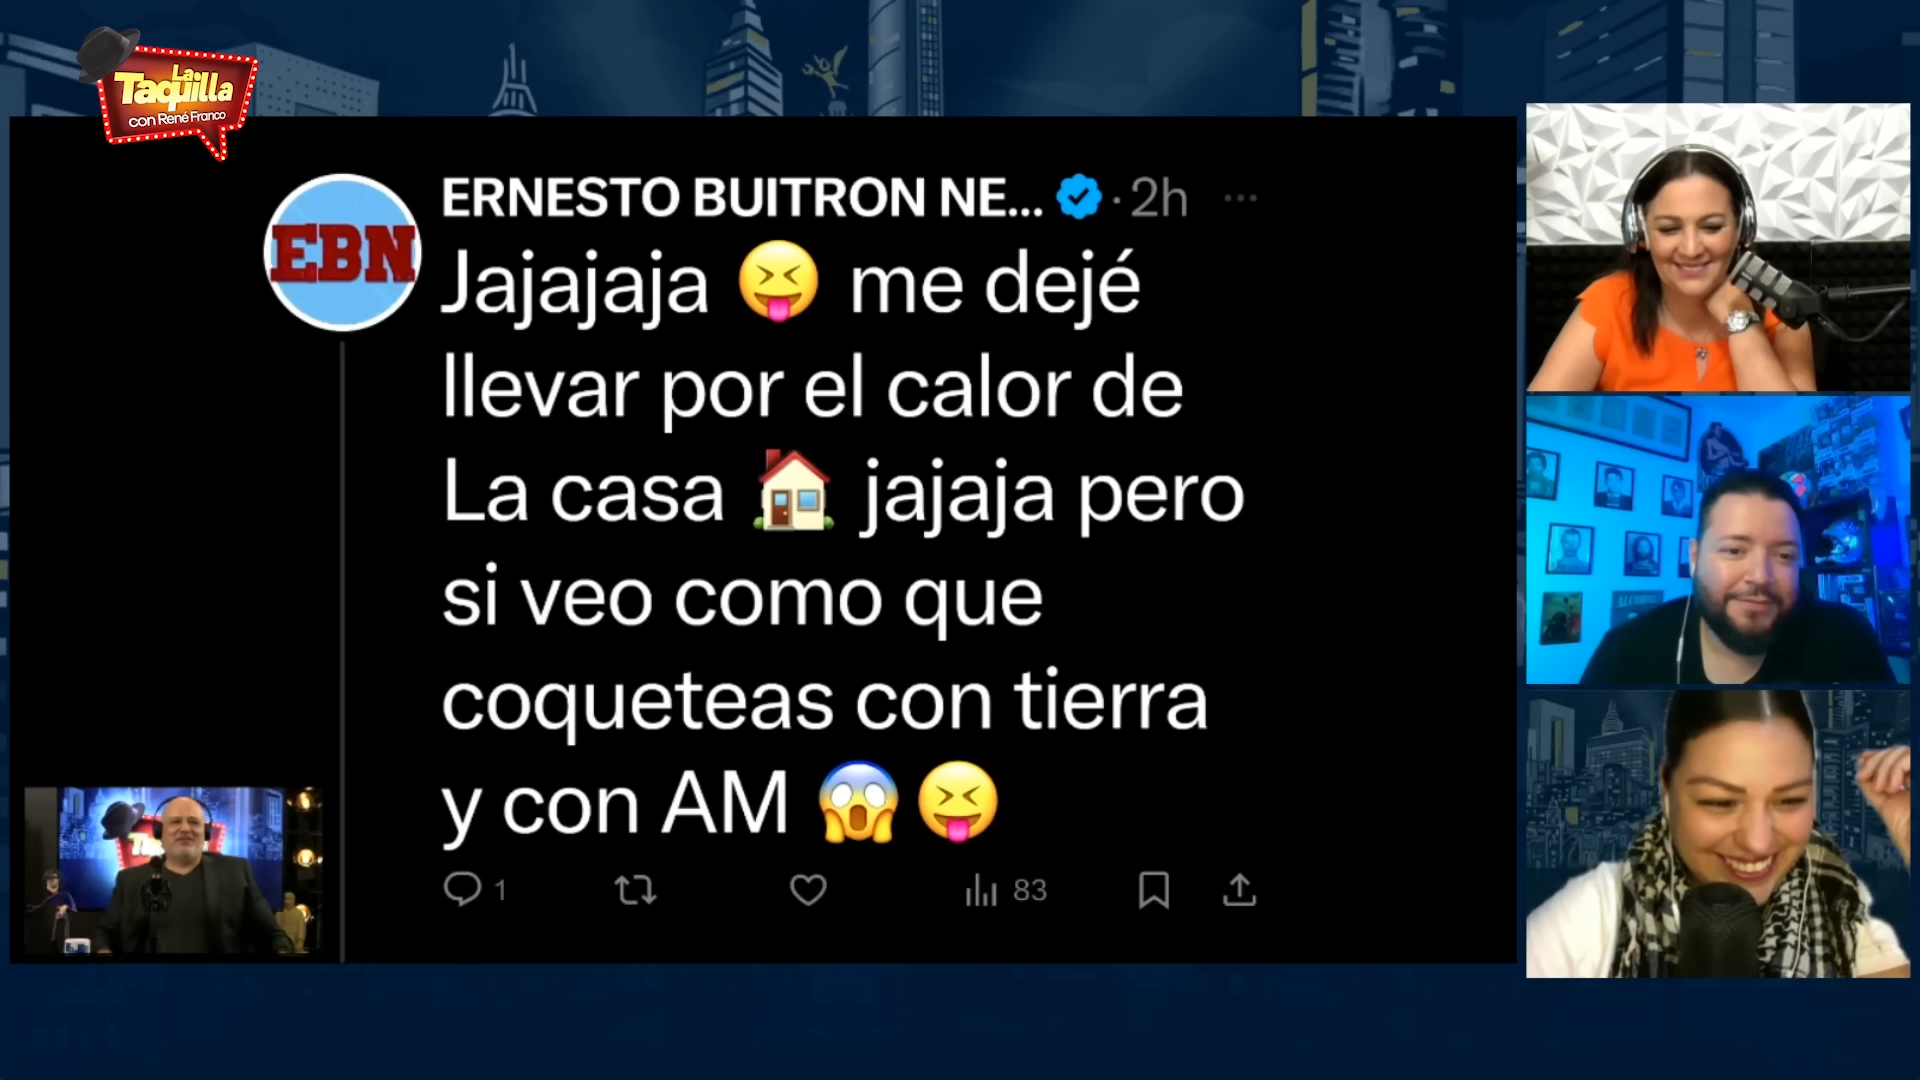 La
Taquilla
con René Franco
EBN
ERNESTO BUITRON NE... · 2h ...
Jajajaja 😝 me dejé
llevar por el calor de
La casa 🏠 jajaja pero
si veo como que
coqueteas con tierra
y con AM 😱 😝
1 83